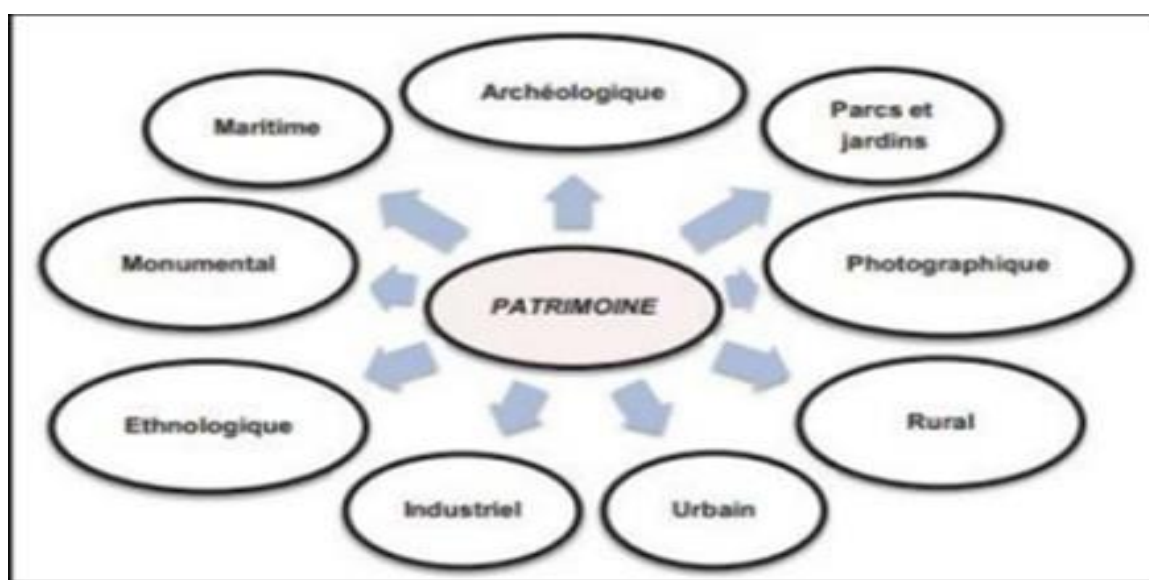 Archéologique
Maritime
Parcs et
jardins
Monumental
Photographique
PATRIMOINE
Ethnologique
Rural
Industriel
Urbain